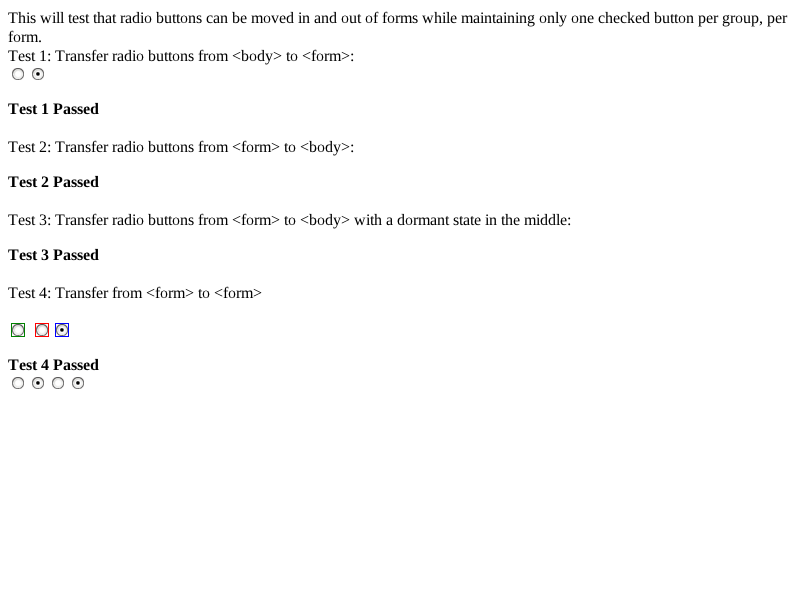 This will test that radio buttons can be moved in and out of forms while maintaining only one checked button per group, per
form.
Test 1: Transfer radio buttons from <body> to <form>:
Test 1 Passed
Test 2: Transfer radio buttons from <form> to <body>:
Test 2 Passed
Test 3: Transfer radio buttons from <form> to <body> with a dormant state in the middle:
Test 3 Passed
Test 4: Transfer from <form> to <form>
Test 4 Passed